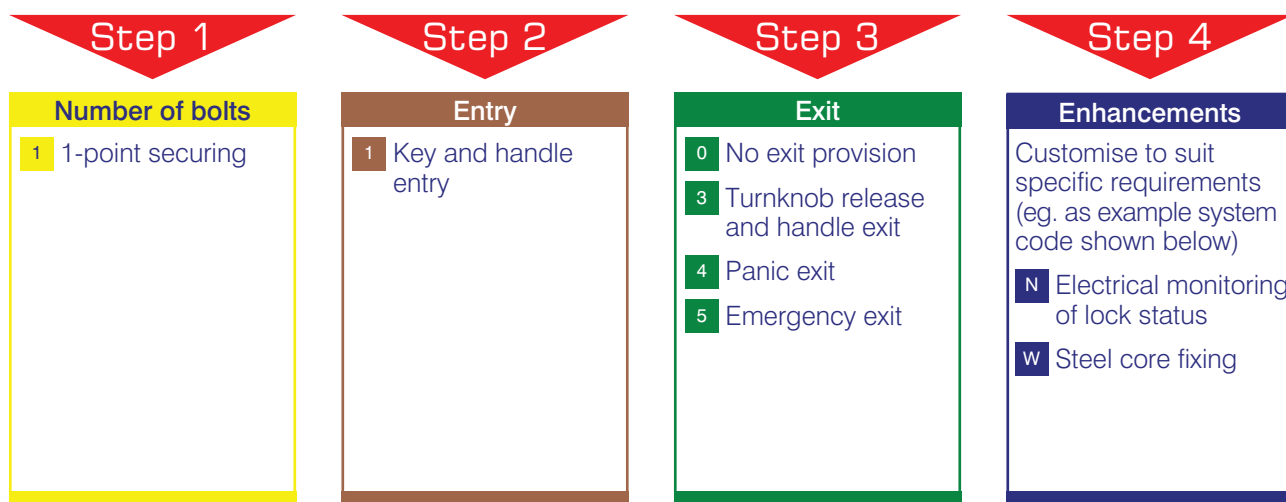 Step 1
Number of bolts
1 1-point securing
Step 2
Entry
1 Key and handle
entry
Step 3
Exit
0 No exit provision
3 Turnknob release
and handle exit
4 Panic exit
5 Emergency exit
Step 4
Enhancements
Customise to suit
specific requirements
(eg. as example system
code shown below)
N Electrical monitoring
of lock status
W Steel core fixing